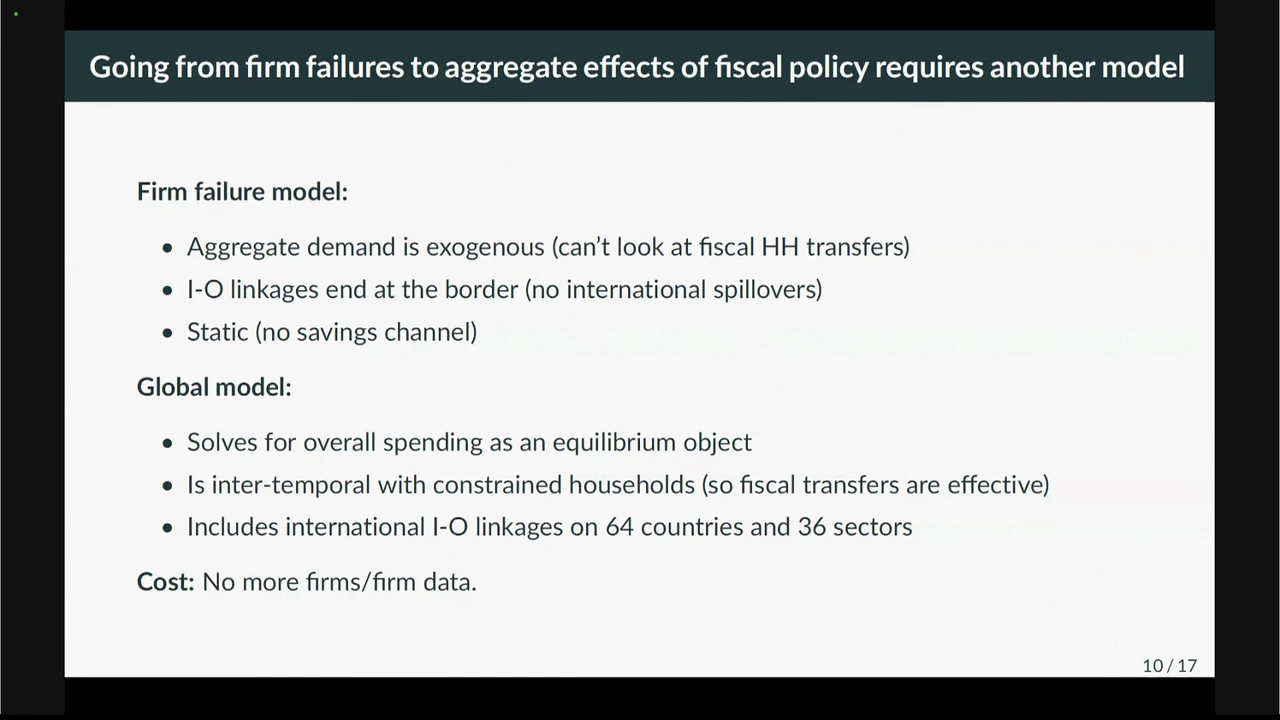 Going from firm failures to aggregate effects of fiscal policy requires another model
Firm failure model:
• Aggregate demand is exogenous (can't look at fiscal HH transfers)
• I-O linkages end at the border (no international spillovers)
• Static (no savings channel)
Global model:
• Solves for overall spending as an equilibrium object
• Is inter-temporal with constrained households (so fiscal transfers are effective)
• Includes international I-O linkages on 64 countries and 36 sectors
Cost: No more firms/firm data.
10 / 17